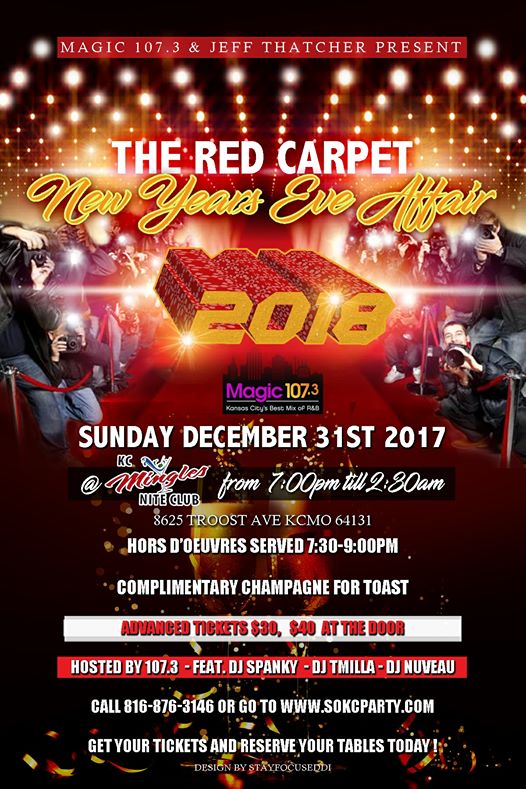 MAGIC 107.3 & JEFF THATCHER PRESENT
THE RED CARPET
New Years Eve Affair
2018
Magic 107.3
Kansas City's Best Mix of R&B
SUNDAY DECEMBER 31ST 2017
@ KC Mingles NITE CLUB from 7:00pm till 2:30am
8625 TROOST AVE KCMO 64131
HORS D'OEUVRES SERVED 7:30-9:00PM
COMPLIMENTARY CHAMPAGNE FOR TOAST
ADVANCED TICKETS $30, $40 AT THE DOOR
HOSTED BY 107.3 - FEAT. DJ SPANKY - DJ TMILLA - DJ NUVEAU
CALL 816-876-3146 OR GO TO WWW.SOKCPARTY.COM
GET YOUR TICKETS AND RESERVE YOUR TABLES TODAY !
DESIGN BY STAYFOCUSEDDI